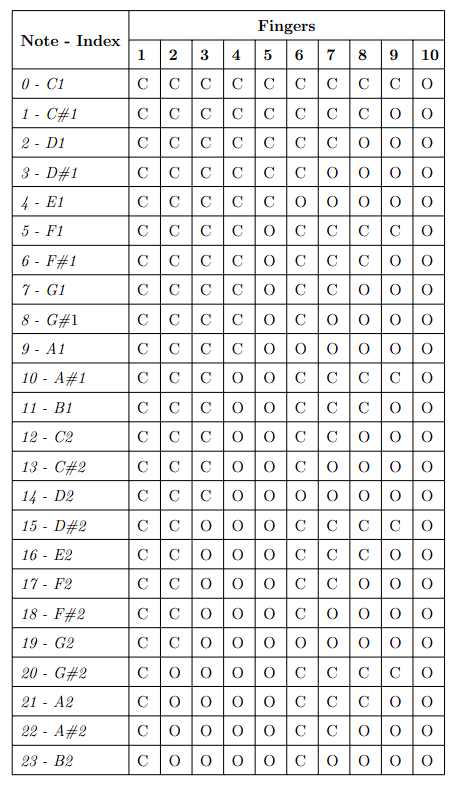 Note - Index Fingers
1 2 3 4 5 6 7 8 9 10
0 - C1 C C C C C C C C C O
1 - C#1 C C C C C C C C O O
2 - D1 C C C C C C C O O O
3 - D#1 C C C C C C O O O O
4 - E1 C C C C C O O O O O
5 - F1 C C C C O C C C C O
6 - F#1 C C C C O C C C O O
7 - G1 C C C C O C C O O O
8 - G#1 C C C C O C O O O O
9 - A1 C C C C O O O O O O
10 - A#1 C C C O O C C C C O
11 - B1 C C C O O C C C O O
12 - C2 C C C O O C C O O O
13 - C#2 C C C O O C O O O O
14 - D2 C C C O O O O O O O
15 - D#2 C C O O O C C C C O
16 - E2 C C O O O C C C O O
17 - F2 C C O O O C C O O O
18 - F#2 C C O O O C O O O O
19 - G2 C C O O O O O O O O
20 - G#2 C O O O O C C C C O
21 - A2 C O O O O C C C O O
22 - A#2 C O O O O C C O O O
23 - B2 C O O O O C O O O O